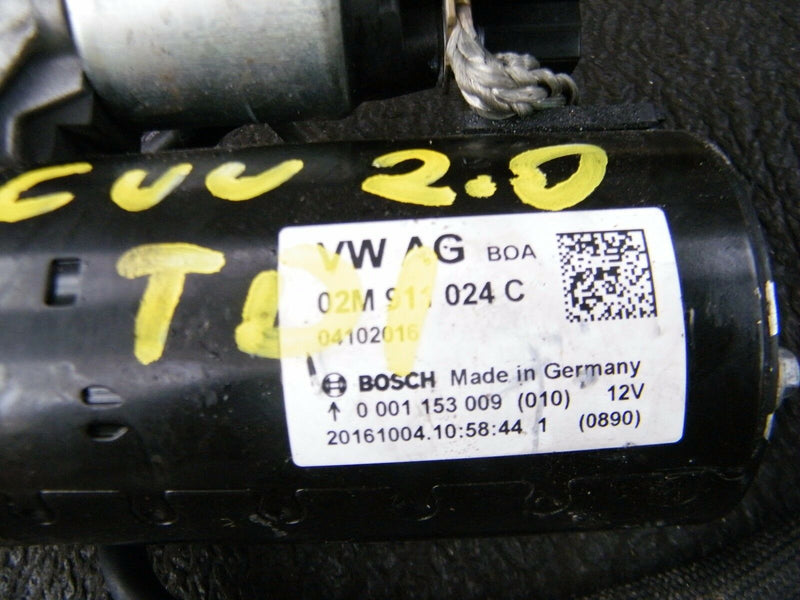 CUU 2.0
TDI
VW AG BOA
02M 911 024 C
04102016
BOSCH Made in Germany
0 001 153 009 (010) 12V
20161004.10:58:44 1 (0890)